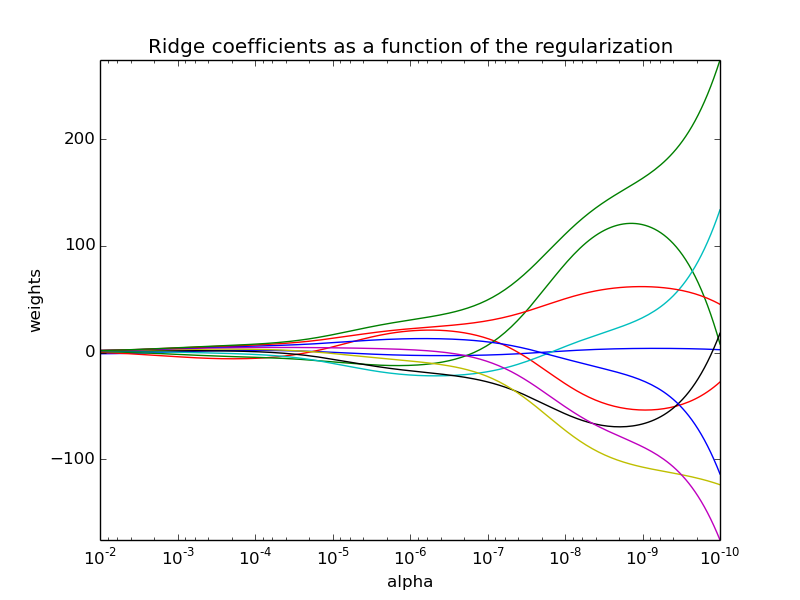 Ridge coefficients as a function of the regularization
200
100
0
−100
weights
10^-2 10^-3 10^-4 10^-5 10^-6 10^-7 10^-8 10^-9 10^-10
alpha